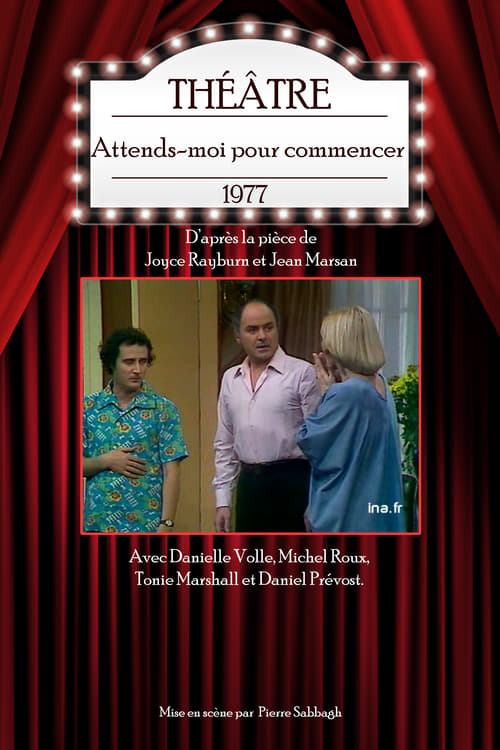 THÉÂTRE
Attends-moi pour commencer
1977
D'après la pièce de
Joyce Rayburn et Jean Marsan
ina.fr
Avec Danielle Volle, Michel Roux,
Tonie Marshall et Daniel Prévost.
Mise en scène par Pierre Sabbagh